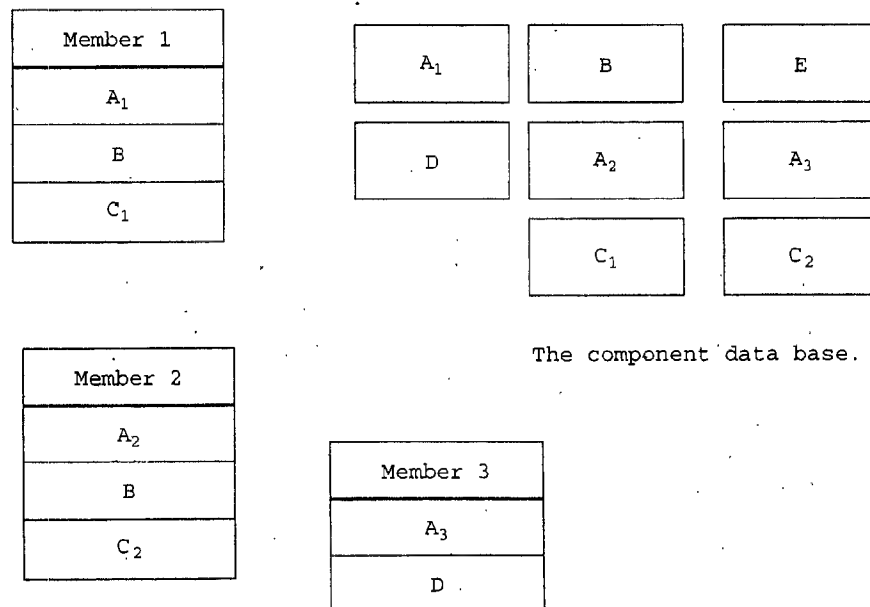 Member 1
A₁
B
C₁
A₁ B E
D A₂ A₃
C₁ C₂
The component data base.
Member 2
A₂
B
C₂
Member 3
A₃
D